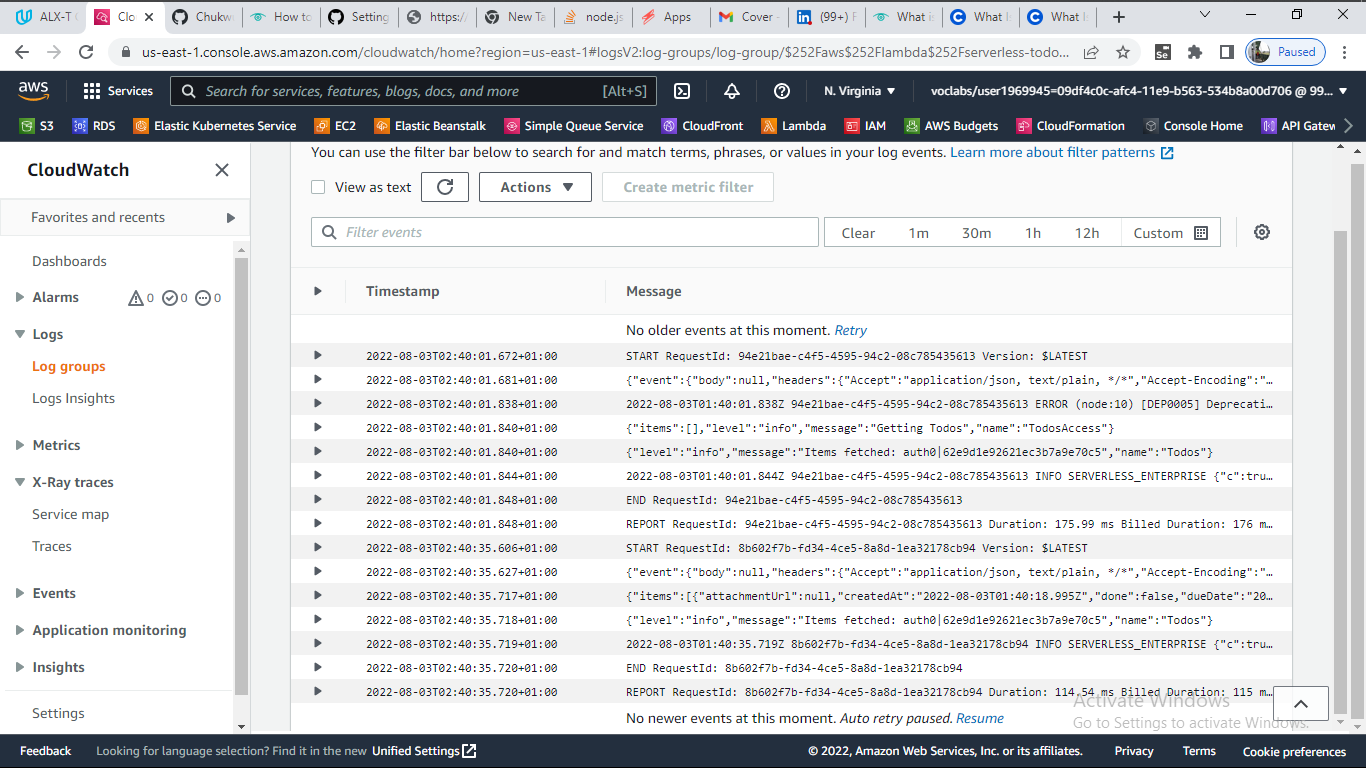 ALX-T Clo Chukw How to Setting https:/ New Ta node.js Apps Cover - (99+) F What is What Is What Is
us-east-1.console.aws.amazon.com/cloudwatch/home?region=us-east-1#logsV2:log-groups/log-group/$252Faws$252Flambda$252Fserverless-todo... Se Paused
aws Services Search for services, features, blogs, docs, and more [Alt+S] N. Virginia voclabs/user1969945=09df4c0c-afc4-11e9-b563-534b8a00d706 @ 99...
S3 RDS Elastic Kubernetes Service EC2 Elastic Beanstalk Simple Queue Service CloudFront Lambda IAM AWS Budgets CloudFormation Console Home API Gatew
CloudWatch
Favorites and recents
Dashboards
Alarms 0 0 0
Logs
Log groups
Logs Insights
Metrics
X-Ray traces
Service map
Traces
Events
Application monitoring
Insights
Settings
You can use the filter bar below to search for and match terms, phrases, or values in your log events. Learn more about filter patterns
View as text Actions Create metric filter
Filter events Clear 1m 30m 1h 12h Custom
Timestamp Message
No older events at this moment. Retry
2022-08-03T02:40:01.672+01:00 START RequestId: 94e21bae-c4f5-4595-94c2-08c785435613 Version: $LATEST
2022-08-03T02:40:01.681+01:00 {"event":{"body":null,"headers":{"Accept":"application/json, text/plain, */*","Accept-Encoding":"…
2022-08-03T02:40:01.838+01:00 2022-08-03T01:40:01.838Z 94e21bae-c4f5-4595-94c2-08c785435613 ERROR (node:10) [DEP0005] Deprecati…
2022-08-03T02:40:01.840+01:00 {"items":[],"level":"info","message":"Getting Todos","name":"TodosAccess"}
2022-08-03T02:40:01.840+01:00 {"level":"info","message":"Items fetched: auth0|62e9d1e92621ec3b7a9e70c5","name":"Todos"}
2022-08-03T02:40:01.844+01:00 2022-08-03T01:40:01.844Z 94e21bae-c4f5-4595-94c2-08c785435613 INFO SERVERLESS_ENTERPRISE {"c":tru…
2022-08-03T02:40:01.848+01:00 END RequestId: 94e21bae-c4f5-4595-94c2-08c785435613
2022-08-03T02:40:01.848+01:00 REPORT RequestId: 94e21bae-c4f5-4595-94c2-08c785435613 Duration: 175.99 ms Billed Duration: 176 m…
2022-08-03T02:40:35.606+01:00 START RequestId: 8b602f7b-fd34-4ce5-8a8d-1ea32178cb94 Version: $LATEST
2022-08-03T02:40:35.627+01:00 {"event":{"body":null,"headers":{"Accept":"application/json, text/plain, */*","Accept-Encoding":"…
2022-08-03T02:40:35.717+01:00 {"items":[{"attachmentUrl":null,"createdAt":"2022-08-03T01:40:18.995Z","done":false,"dueDate":"20…
2022-08-03T02:40:35.718+01:00 {"level":"info","message":"Items fetched: auth0|62e9d1e92621ec3b7a9e70c5","name":"Todos"}
2022-08-03T02:40:35.719+01:00 2022-08-03T01:40:35.719Z 8b602f7b-fd34-4ce5-8a8d-1ea32178cb94 INFO SERVERLESS_ENTERPRISE {"c":tru…
2022-08-03T02:40:35.720+01:00 END RequestId: 8b602f7b-fd34-4ce5-8a8d-1ea32178cb94
2022-08-03T02:40:35.720+01:00 REPORT RequestId: 8b602f7b-fd34-4ce5-8a8d-1ea32178cb94 Duration: 114.54 ms Billed Duration: 115 m…
No newer events at this moment. Auto retry paused. Resume
Activate Windows
Go to Settings to activate Windows.
Feedback Looking for language selection? Find it in the new Unified Settings © 2022, Amazon Web Services, Inc. or its affiliates. Privacy Terms Cookie preferences